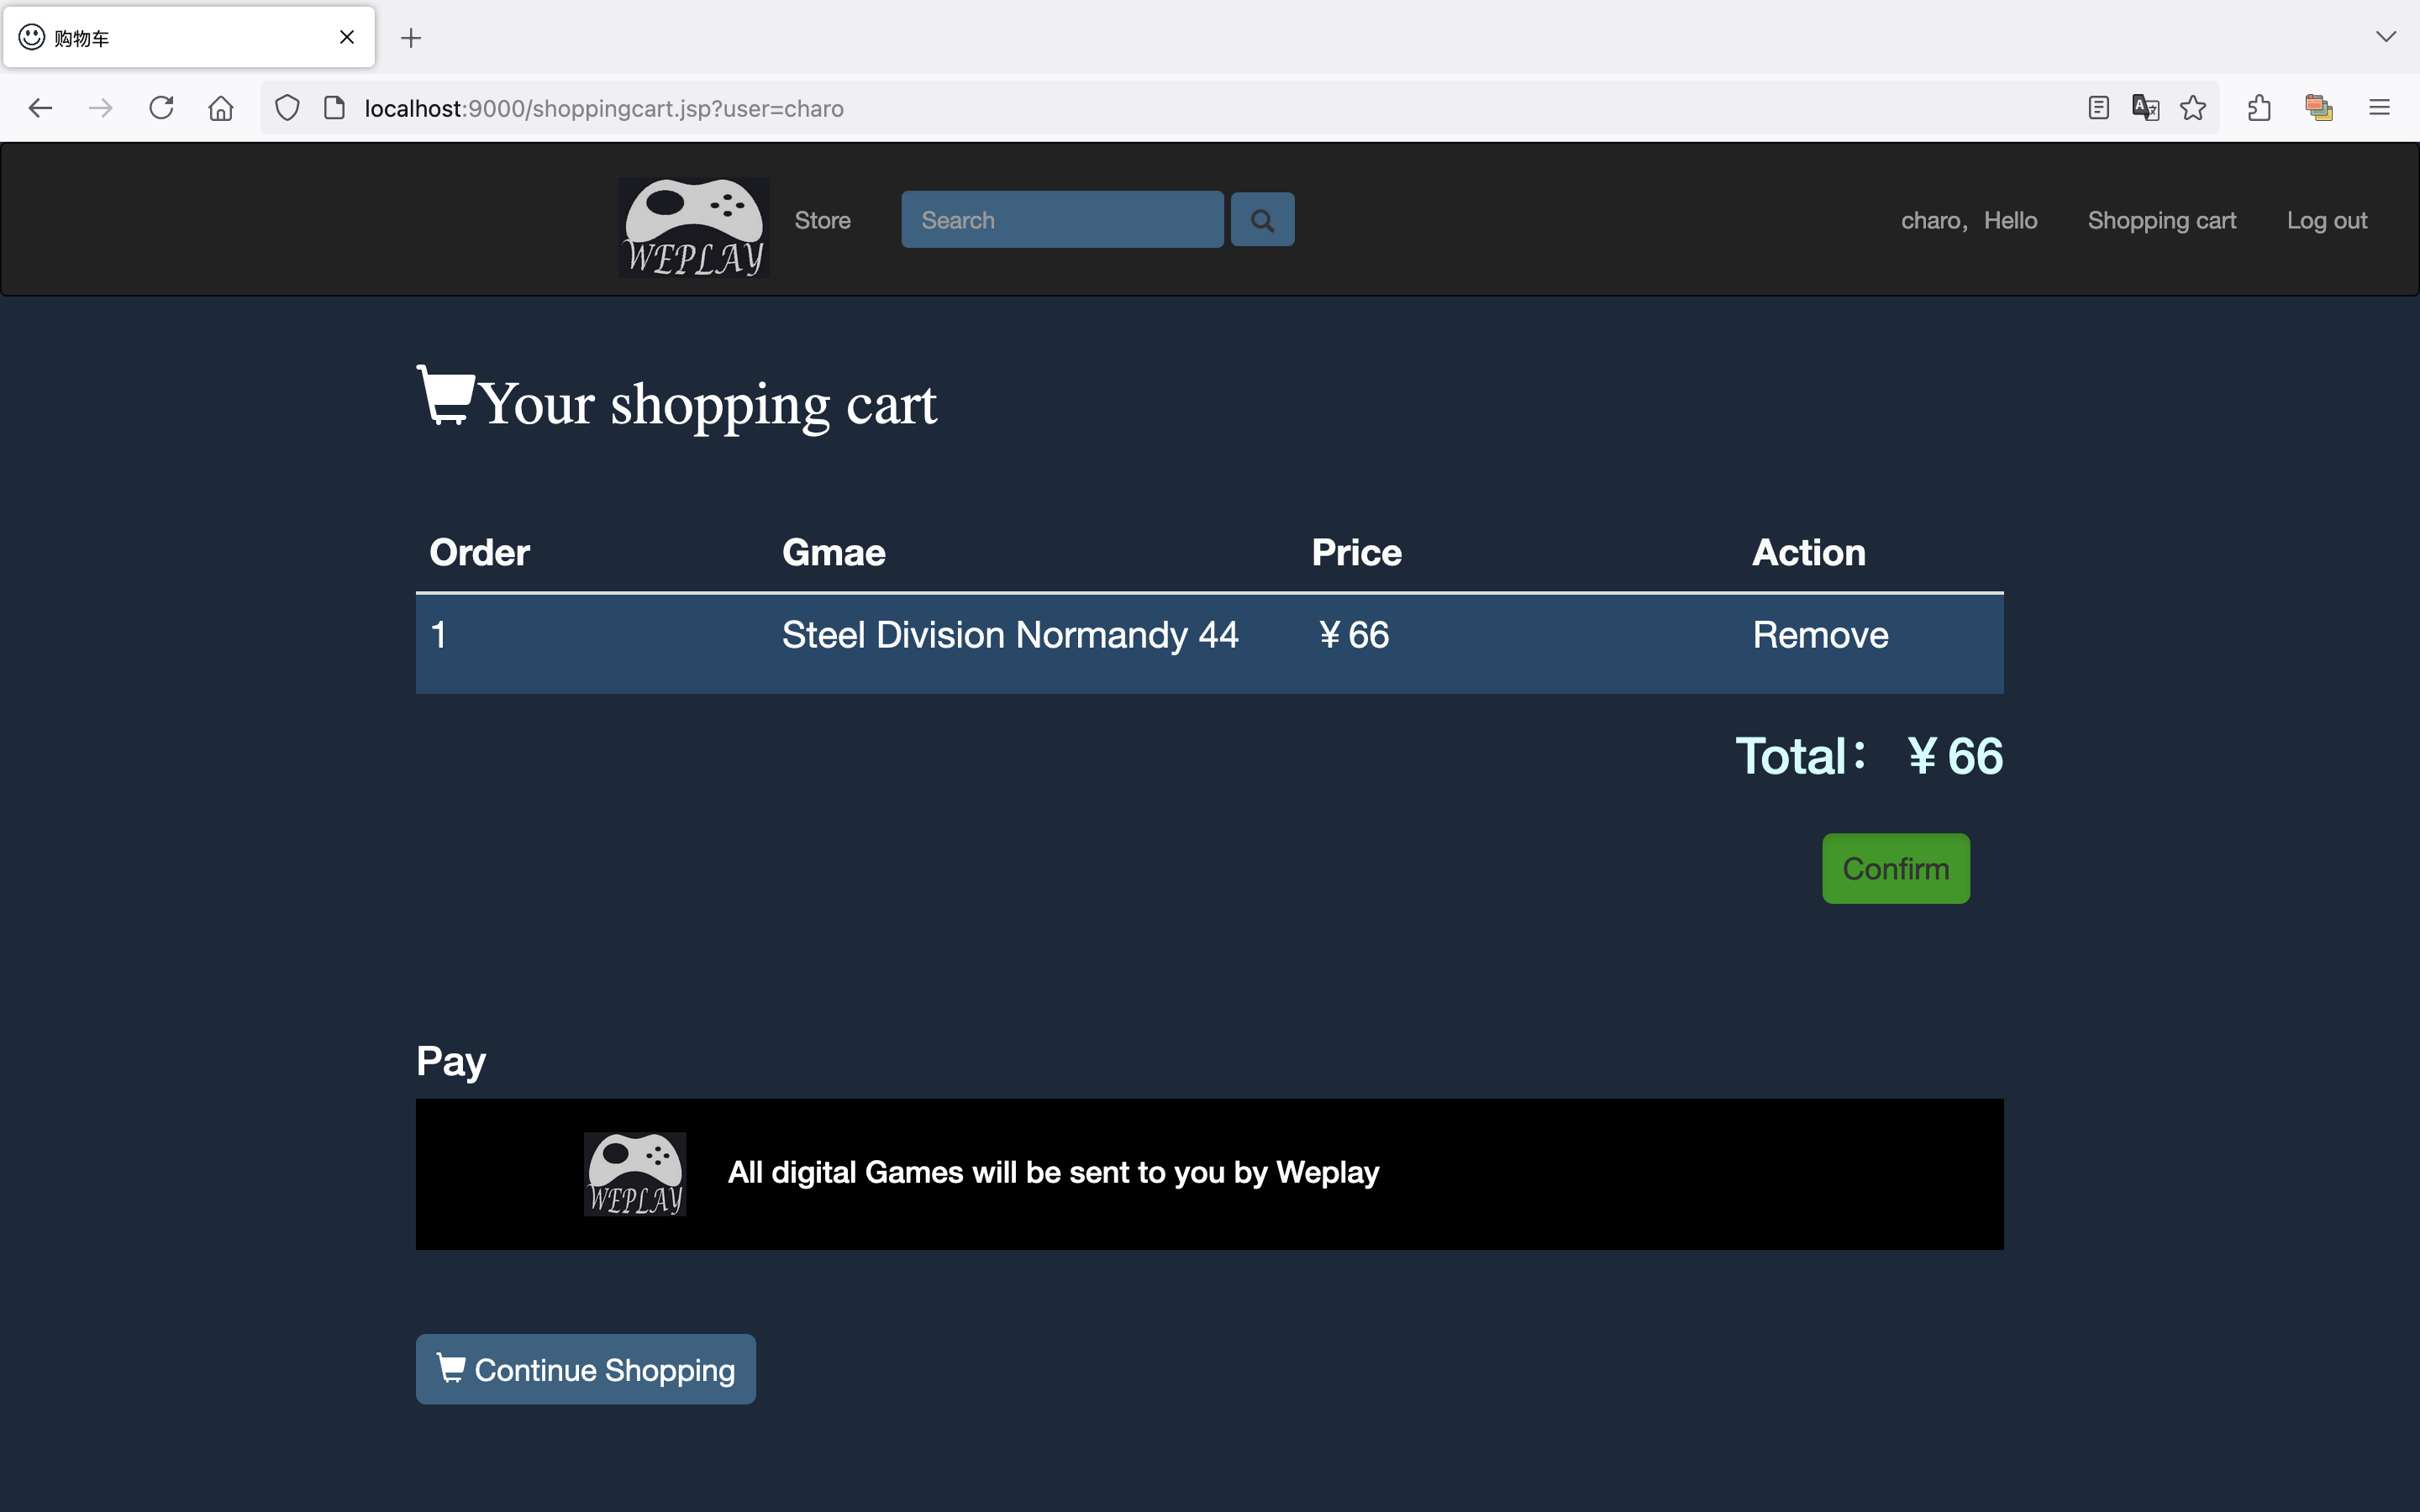 购物车
localhost:9000/shoppingcart.jsp?user=charo
WEPLAY
Store
Search
charo，Hello
Shopping cart
Log out
Your shopping cart
Order Gmae Price Action
1 Steel Division Normandy 44 ¥ 66 Remove
Total： ¥ 66
Confirm
Pay
WEPLAY
All digital Games will be sent to you by Weplay
Continue Shopping